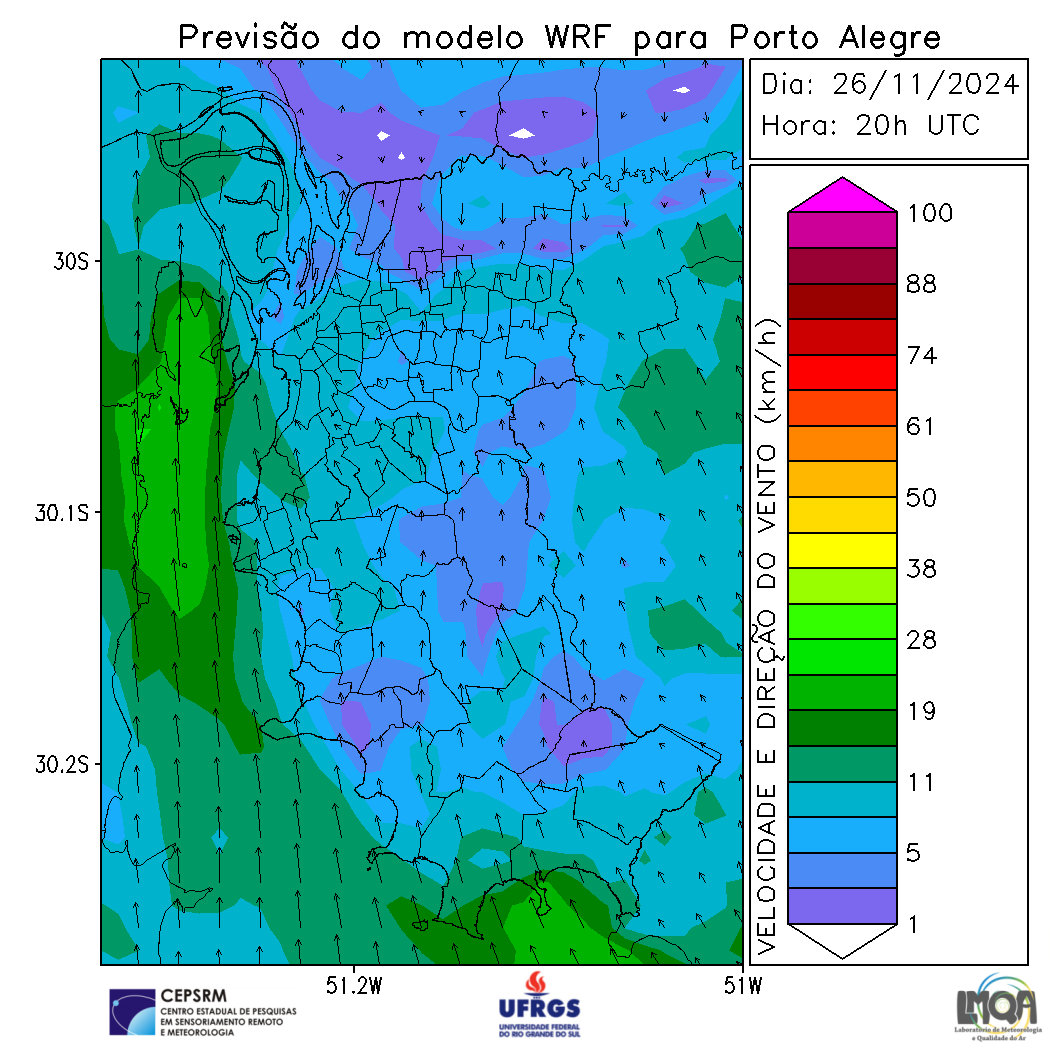 Previsão do modelo WRF para Porto Alegre
Dia: 26/11/2024
Hora: 20h UTC
30S
30.1S
30.2S
51.2W
51W
VELOCIDADE E DIREÇÃO DO VENTO (km/h)
100
88
74
61
50
38
28
19
11
5
1
CEPSRM
CENTRO ESTADUAL DE PESQUISAS
EM SENSORIAMENTO REMOTO
E METEOROLOGIA
UFRGS
UNIVERSIDADE FEDERAL
DO RIO GRANDE DO SUL
LMQA
Laboratório de Meteorologia
e Qualidade do Ar